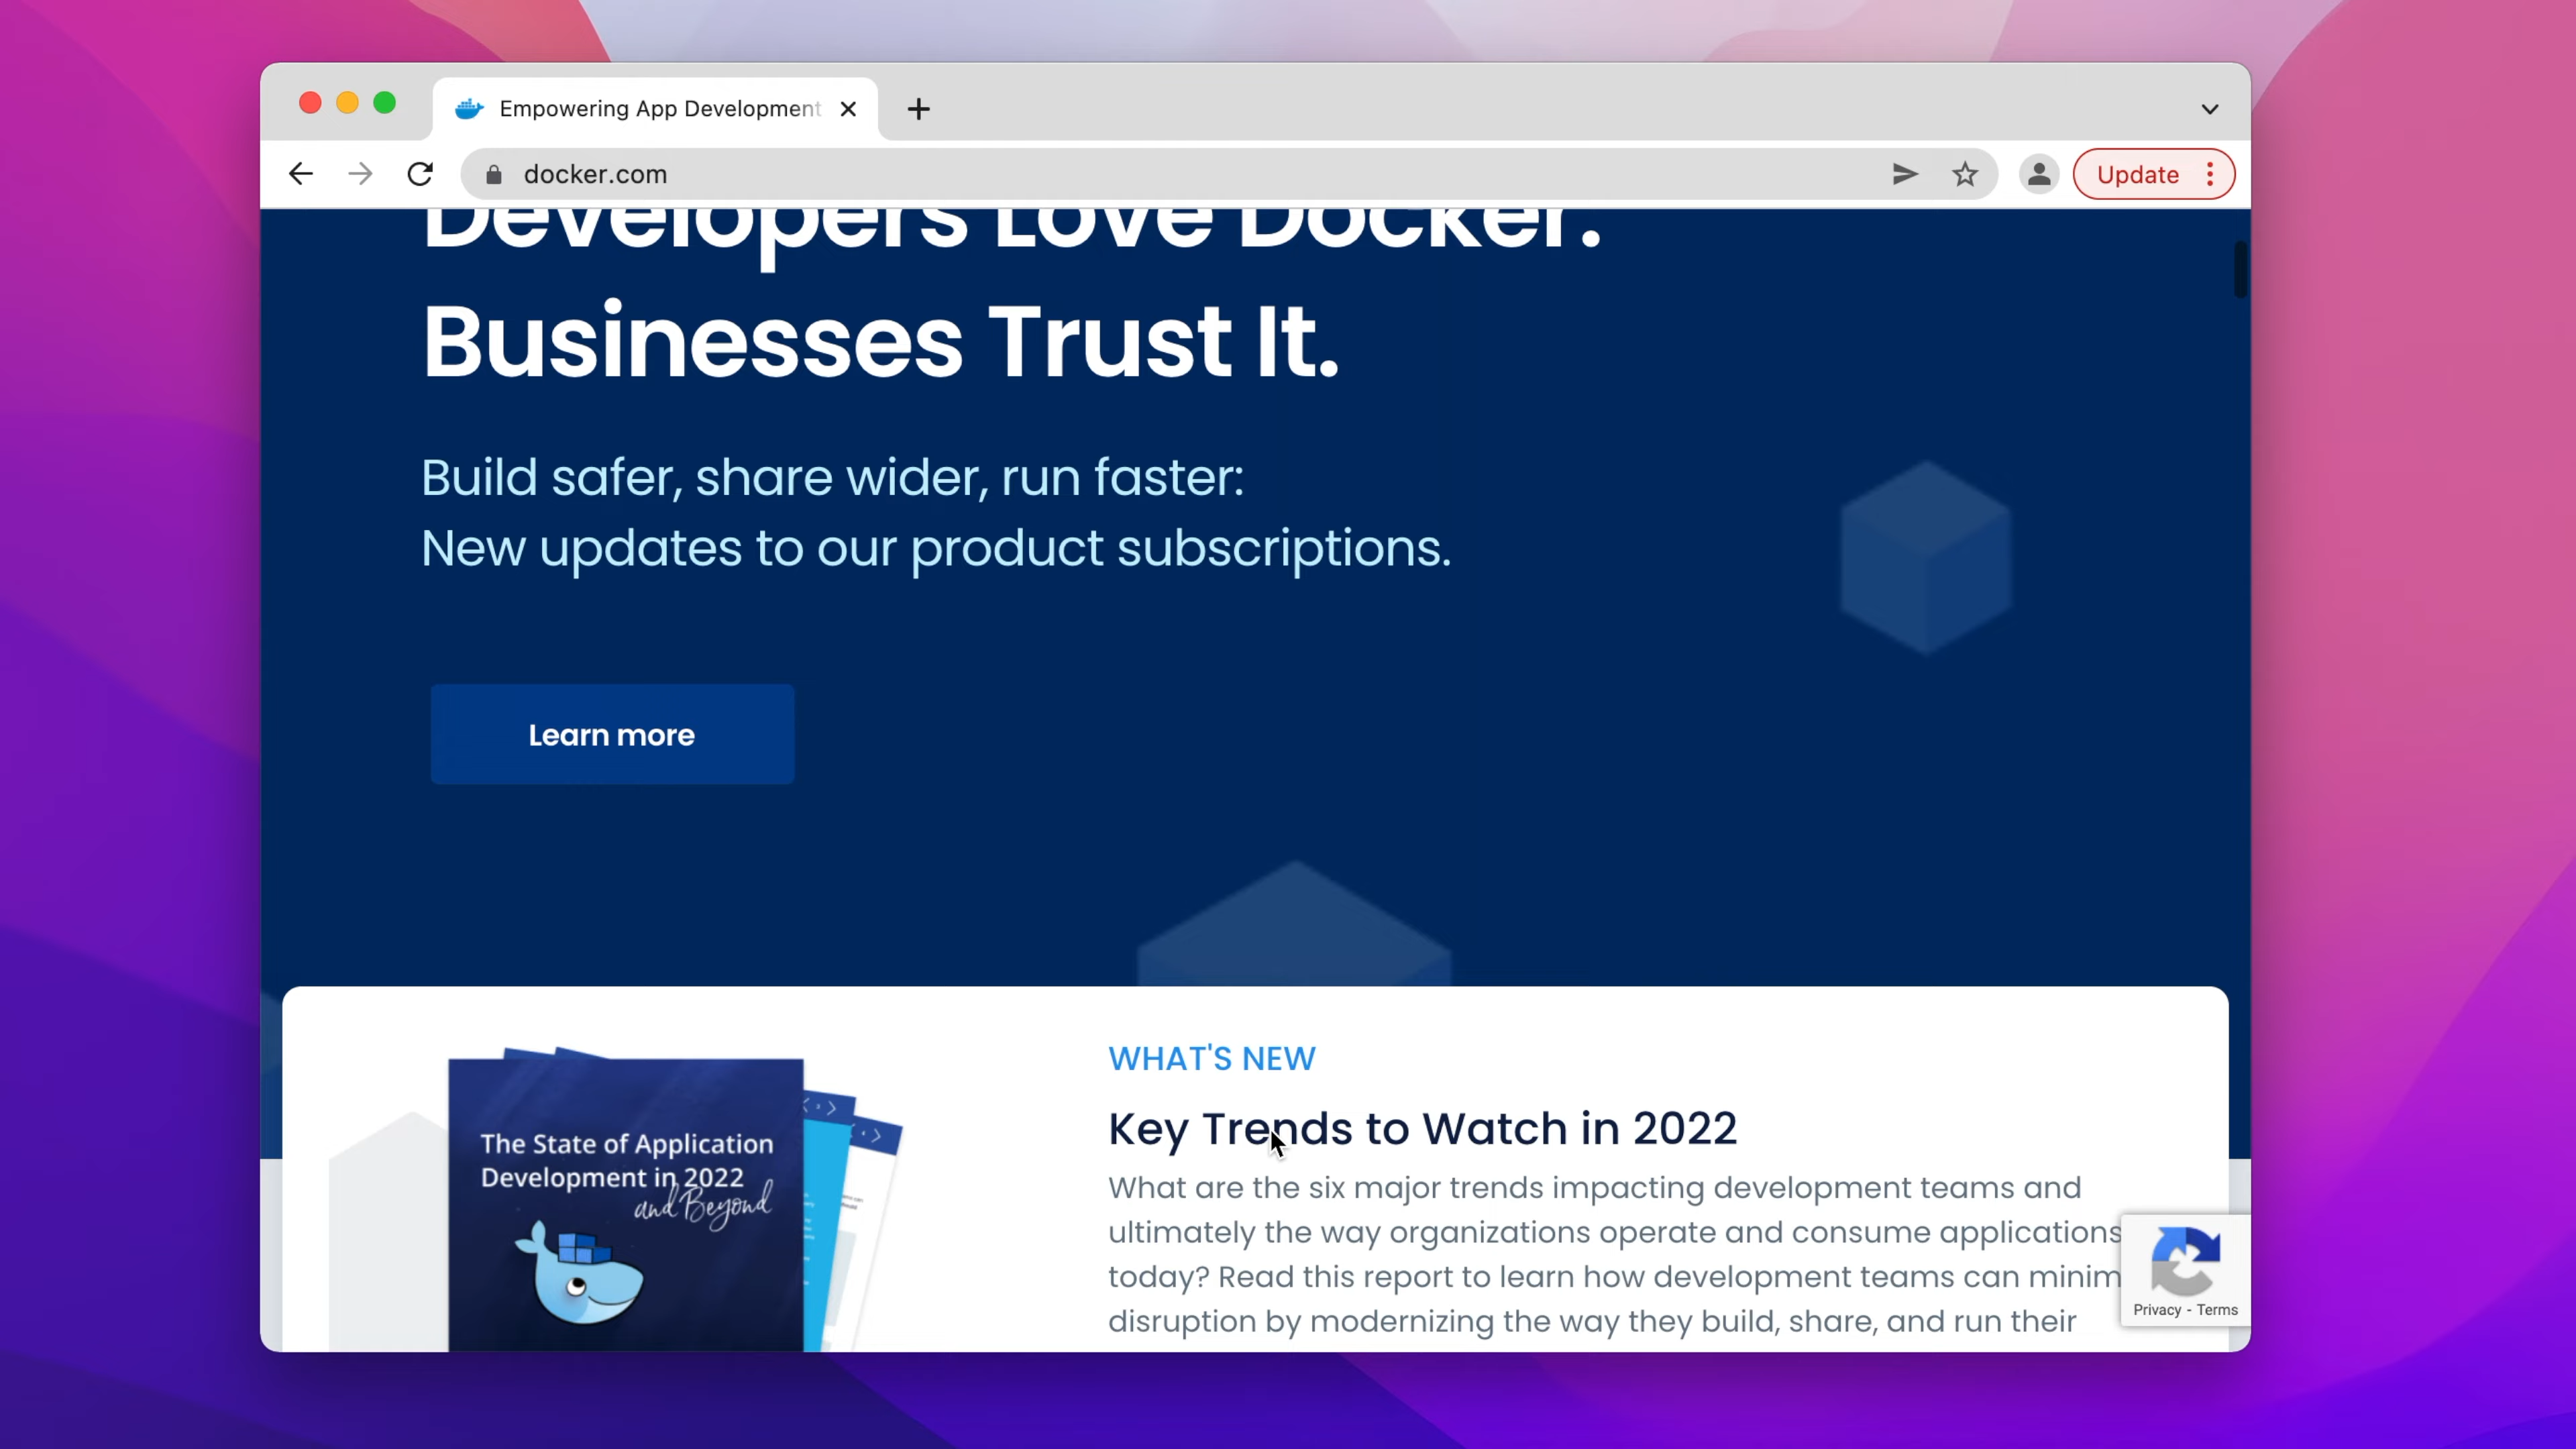 Empowering App Development
docker.com
Update
Developers Love Docker.
Businesses Trust It.
Build safer, share wider, run faster:
New updates to our product subscriptions.
Learn more
The State of Application
Development in 2022
and Beyond
WHAT'S NEW
Key Trends to Watch in 2022
What are the six major trends impacting development teams and
ultimately the way organizations operate and consume applications
today? Read this report to learn how development teams can minim
disruption by modernizing the way they build, share, and run their
Privacy - Terms